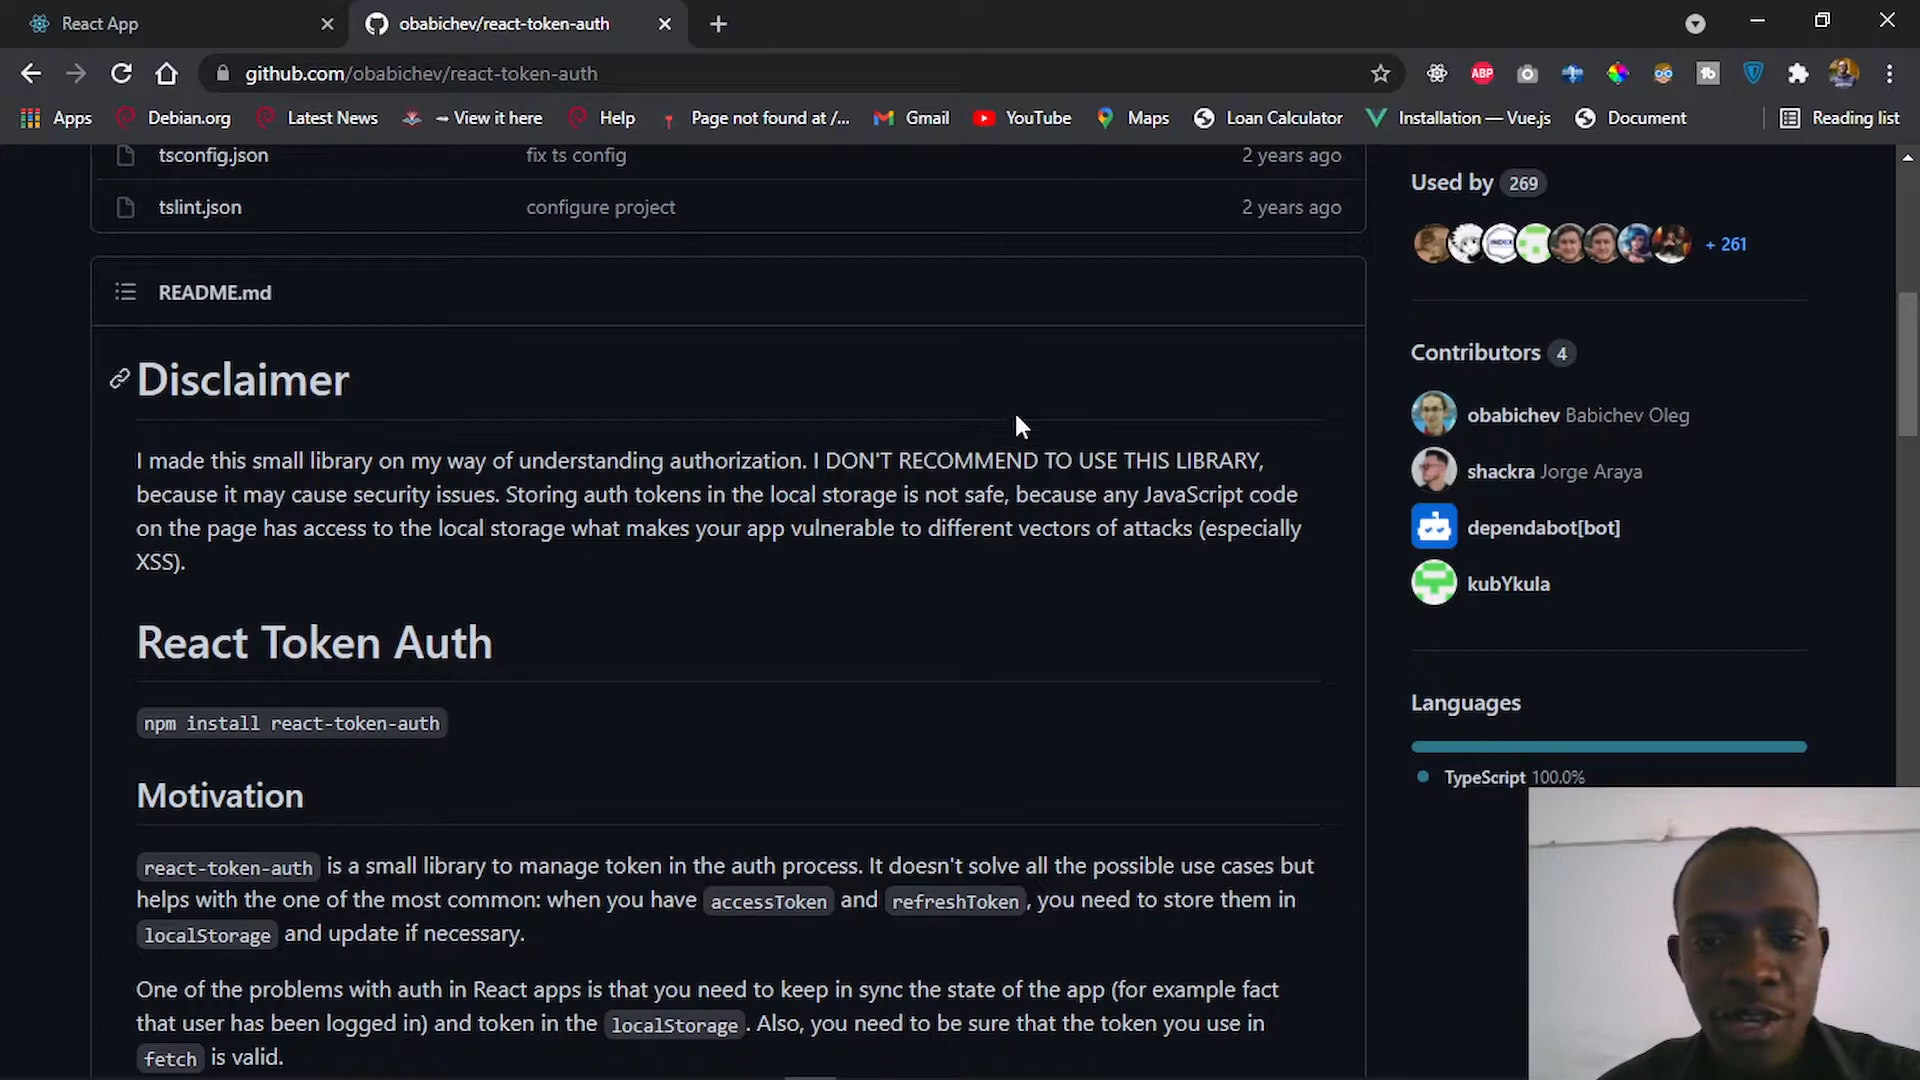 React App
obabichev/react-token-auth
github.com/obabichev/react-token-auth
ABP
Apps
Debian.org
Latest News
View it here
Help
Page not found at /...
Gmail
YouTube
Maps
Loan Calculator
Installation — Vue.js
Document
Reading list
tsconfig.json
fix ts config
2 years ago
tslint.json
configure project
2 years ago
README.md
Disclaimer
I made this small library on my way of understanding authorization. I DON'T RECOMMEND TO USE THIS LIBRARY,
because it may cause security issues. Storing auth tokens in the local storage is not safe, because any JavaScript code
on the page has access to the local storage what makes your app vulnerable to different vectors of attacks (especially
XSS).
React Token Auth
npm install react-token-auth
Motivation
react-token-auth is a small library to manage token in the auth process. It doesn't solve all the possible use cases but
helps with the one of the most common: when you have accessToken and refreshToken, you need to store them in
localStorage and update if necessary.
One of the problems with auth in React apps is that you need to keep in sync the state of the app (for example fact
that user has been logged in) and token in the localStorage. Also, you need to be sure that the token you use in
fetch is valid.
Used by 269
INDEX
+ 261
Contributors 4
obabichev Babichev Oleg
shackra Jorge Araya
dependabot[bot]
kubYkula
Languages
TypeScript 100.0%